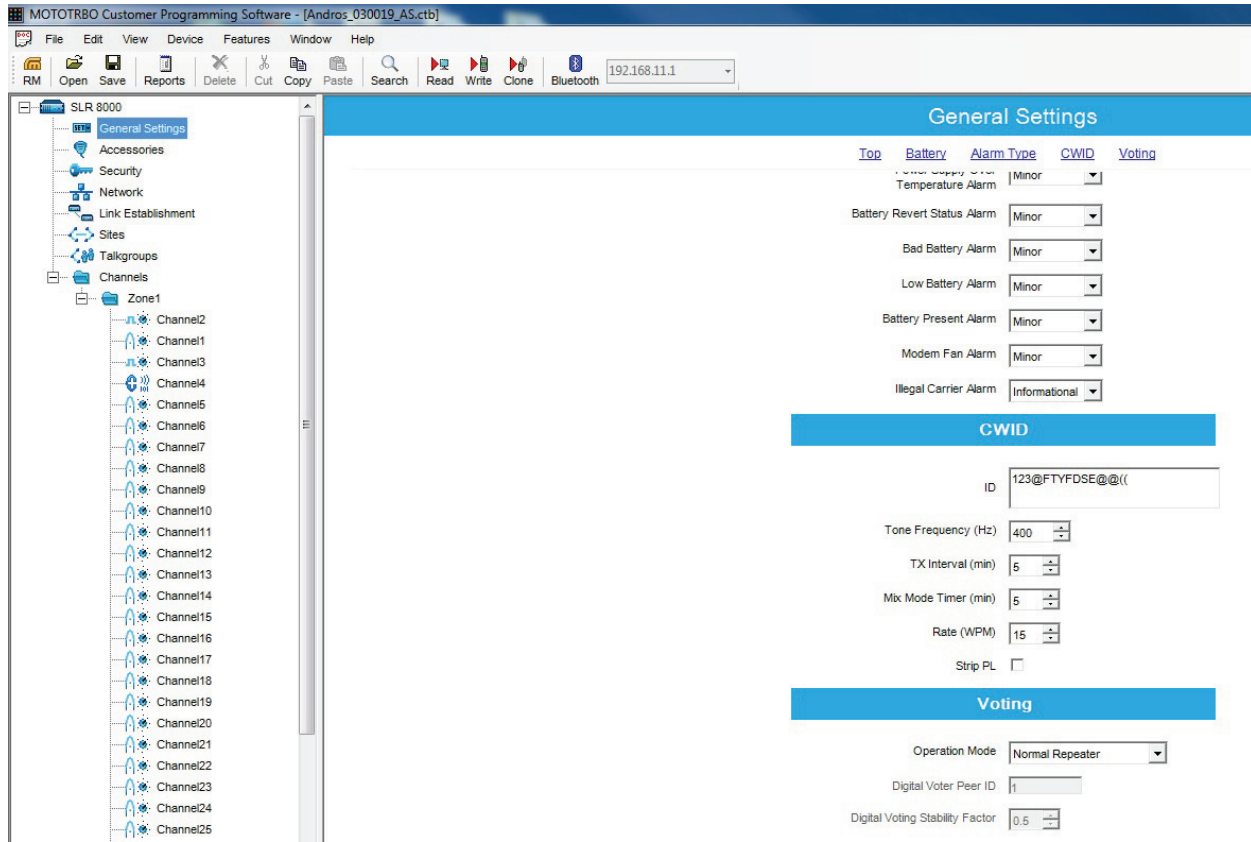 MOTOTRBO Customer Programming Software - [Andros_030019_AS.ctb]
File Edit View Device Features Window Help
RM Open Save Reports Delete Cut Copy Paste Search Read Write Clone Bluetooth 192.168.11.1
SLR 8000
General Settings
Accessories
Security
Network
Link Establishment
Sites
Talkgroups
Channels
Zone1
Channel2
Channel1
Channel3
Channel4
Channel5
Channel6
Channel7
Channel8
Channel9
Channel10
Channel11
Channel12
Channel13
Channel14
Channel15
Channel16
Channel17
Channel18
Channel19
Channel20
Channel21
Channel22
Channel23
Channel24
Channel25
General Settings
Top Battery Alarm Type CWID Voting
Power Supply Over
Temperature Alarm Minor
Battery Revert Status Alarm Minor
Bad Battery Alarm Minor
Low Battery Alarm Minor
Battery Present Alarm Minor
Modem Fan Alarm Minor
Illegal Carrier Alarm Informational
CWID
ID 123@FTYFDSE@@((
Tone Frequency (Hz) 400
TX Interval (min) 5
Mix Mode Timer (min) 5
Rate (WPM) 15
Strip PL
Voting
Operation Mode Normal Repeater
Digital Voter Peer ID 1
Digital Voting Stability Factor 0.5